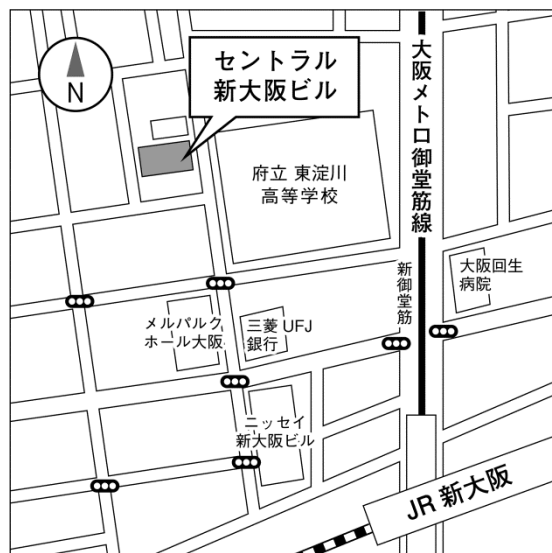 N
セントラル
新大阪ビル
大阪メトロ御堂筋線
府立 東淀川
高等学校
新御堂筋
大阪回生
病院
メルパルク
ホール大阪
三菱 UFJ
銀行
ニッセイ
新大阪ビル
JR 新大阪